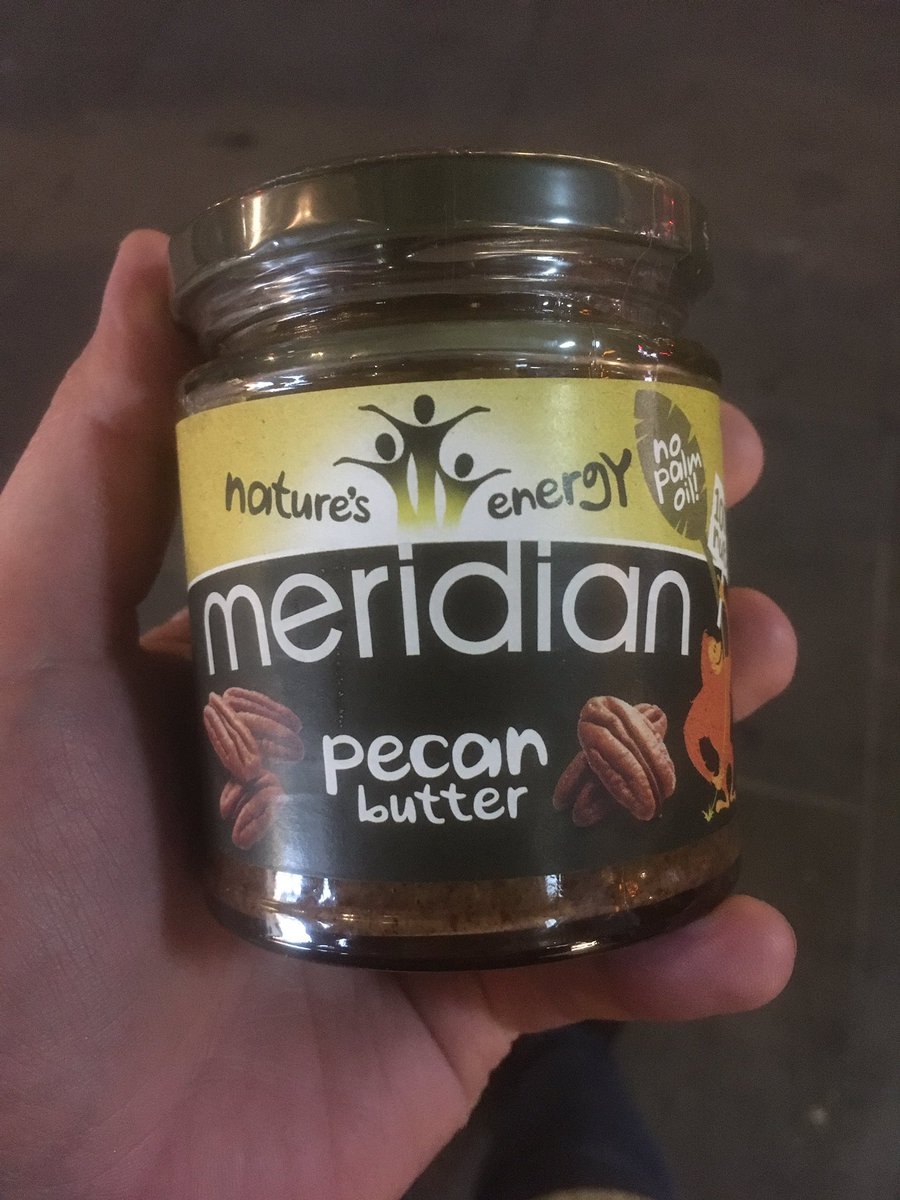 nature's energy
no
palm
oil!
meridian
pecan
butter